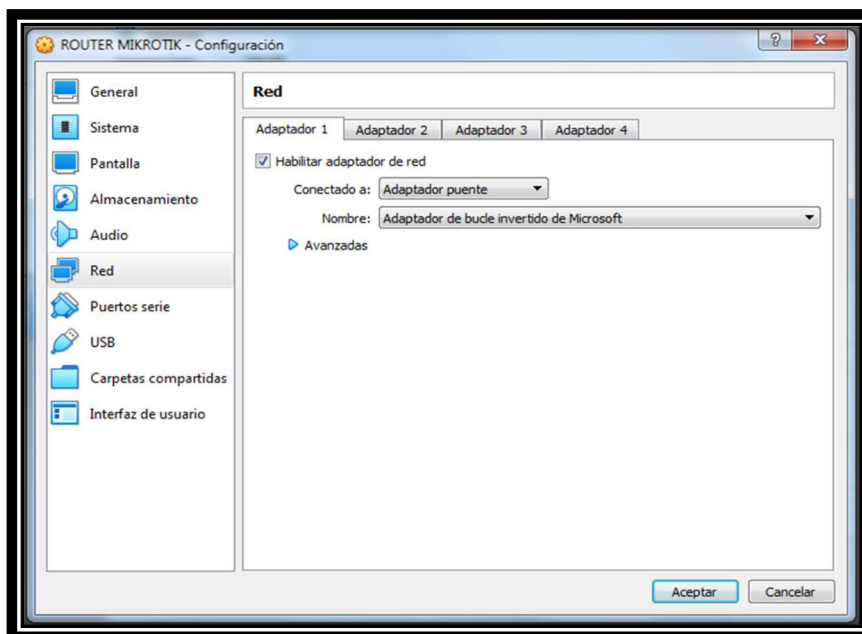 ROUTER MIKROTIK - Configuración
General
Sistema
Pantalla
Almacenamiento
Audio
Red
Puertos serie
USB
Carpetas compartidas
Interfaz de usuario
Red
Adaptador 1 Adaptador 2 Adaptador 3 Adaptador 4
Habilitar adaptador de red
Conectado a: Adaptador puente
Nombre: Adaptador de bucle invertido de Microsoft
Avanzadas
Aceptar Cancelar